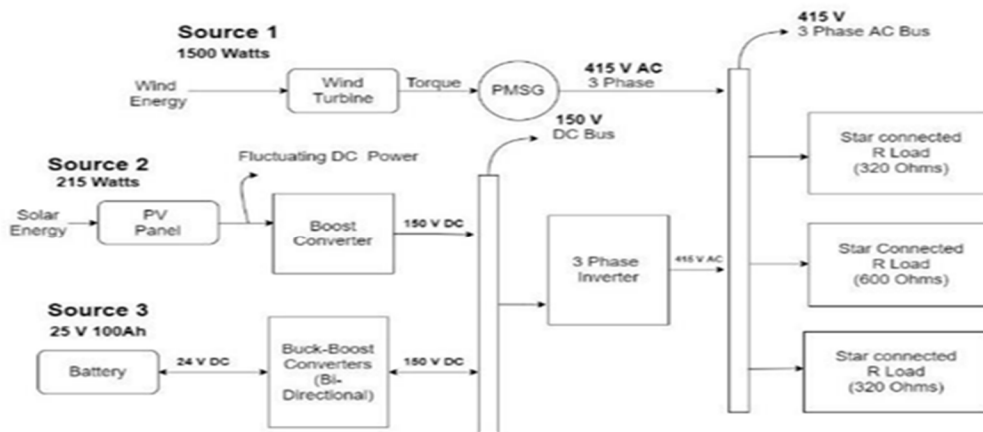 Source 1
1500 Watts
Wind
Energy
Wind
Turbine
Torque
PMSG
415 V AC
3 Phase
415 V
3 Phase AC Bus
150 V
DC Bus
Star connected
R Load
(320 Ohms)
Source 2
215 Watts
Fluctuating DC Power
Solar
Energy
PV
Panel
Boost
Converter
150 V DC
3 Phase
Inverter
415 V AC
Star Connected
R Load
(600 Ohms)
Source 3
25 V 100Ah
Battery
24 V DC
Buck-Boost
Converters
(Bi-
Directional)
150 V DC
Star connected
R Load
(320 Ohms)